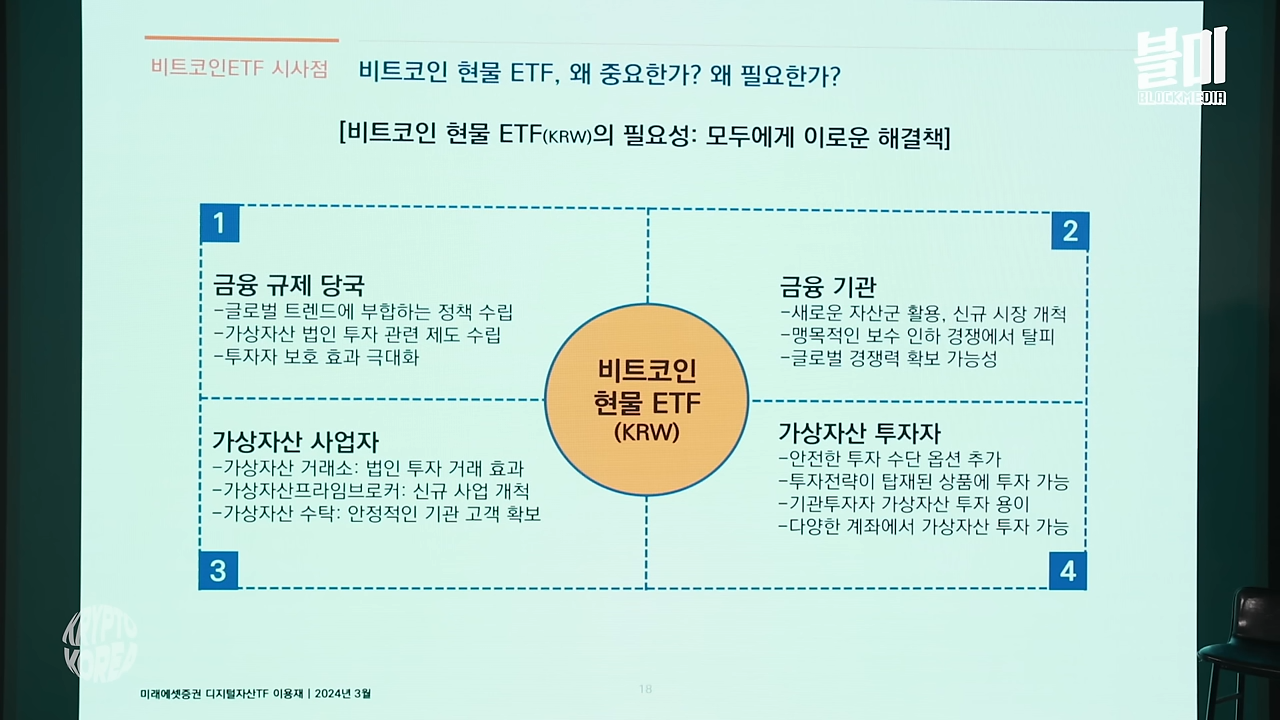 비트코인ETF 시사점
비트코인 현물 ETF, 왜 중요한가? 왜 필요한가?
블미
BLOCKMEDIA
[비트코인 현물 ETF(KRW)의 필요성: 모두에게 이로운 해결책]
1
금융 규제 당국
-글로벌 트렌드에 부합하는 정책 수립
-가상자산 법인 투자 관련 제도 수립
-투자자 보호 효과 극대화
2
금융 기관
-새로운 자산군 활용, 신규 시장 개척
-맹목적인 보수 인하 경쟁에서 탈피
-글로벌 경쟁력 확보 가능성
비트코인
현물 ETF
(KRW)
가상자산 사업자
-가상자산 거래소: 법인 투자 거래 효과
-가상자산프라임브로커: 신규 사업 개척
-가상자산 수탁: 안정적인 기관 고객 확보
3
가상자산 투자자
-안전한 투자 수단 옵션 추가
-투자전략이 탑재된 상품에 투자 가능
-기관투자자 가상자산 투자 용이
-다양한 계좌에서 가상자산 투자 가능
4
KRYPTO
KOREA
미래에셋증권 디지털자산TF 이용재 | 2024년 3월
18